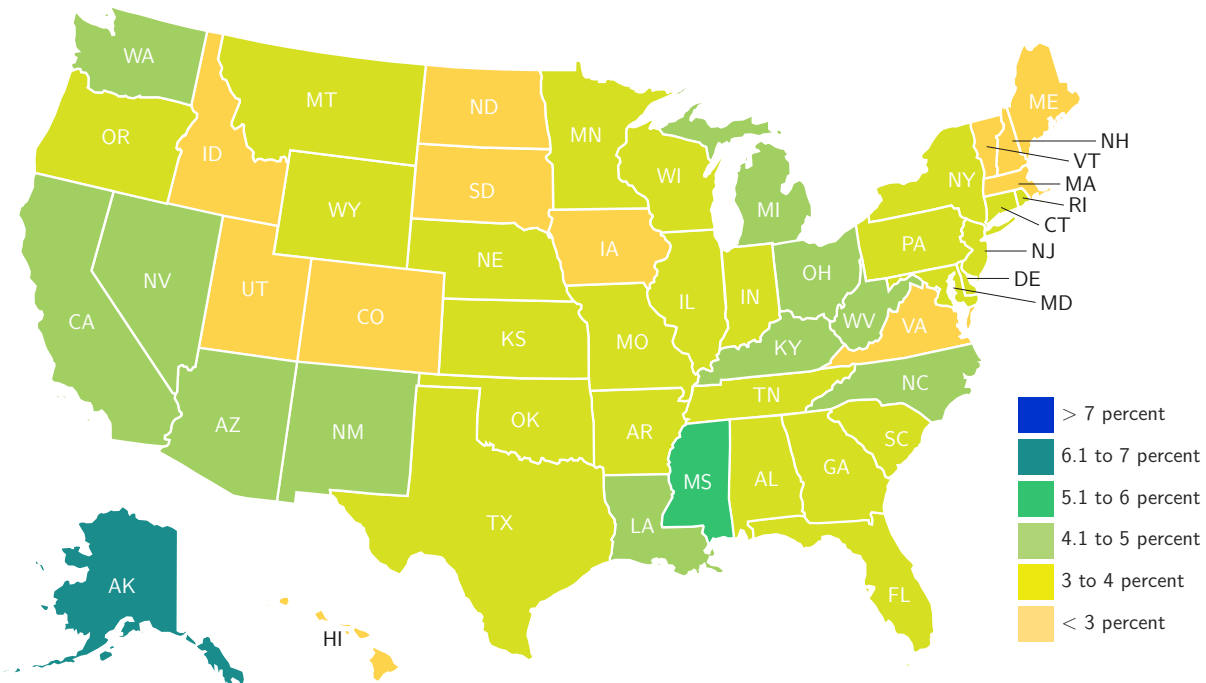 WA
MT
ND
ME
OR
MN
NH
ID
VT
WI
SD
NY
MA
WY
MI
RI
CT
PA
NJ
IA
NE
OH
NV
DE
UT
IL
IN
MD
CO
WV
VA
CA
KS
MO
KY
NC
TN
OK
AZ
NM
AR
SC
GA
MS
AL
TX
LA
AK
FL
HI
> 7 percent
6.1 to 7 percent
5.1 to 6 percent
4.1 to 5 percent
3 to 4 percent
< 3 percent